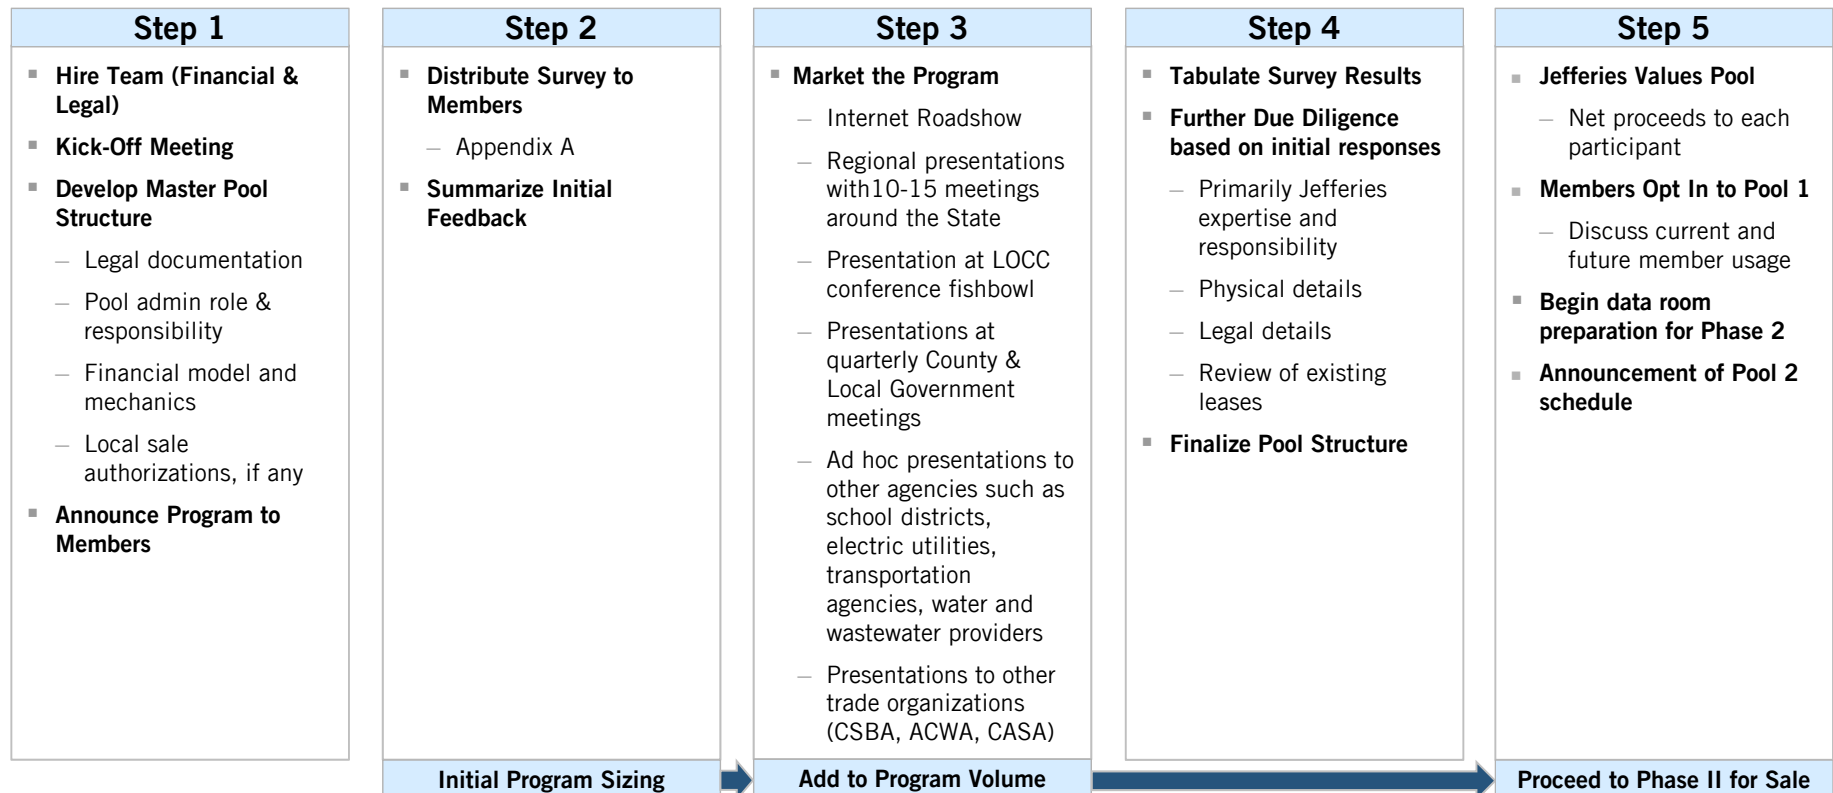 Step 1
Hire Team (Financial &
Legal)
Kick-Off Meeting
Develop Master Pool
Structure
– Legal documentation
– Pool admin role &
responsibility
– Financial model and
mechanics
– Local sale
authorizations, if any
Announce Program to
Members
Step 2
Distribute Survey to
Members
– Appendix A
Summarize Initial
Feedback
Initial Program Sizing
Step 3
Market the Program
– Internet Roadshow
– Regional presentations
with10-15 meetings
around the State
– Presentation at LOCC
conference fishbowl
– Presentations at
quarterly County &
Local Government
meetings
– Ad hoc presentations to
other agencies such as
school districts,
electric utilities,
transportation
agencies, water and
wastewater providers
– Presentations to other
trade organizations
(CSBA, ACWA, CASA)
Add to Program Volume
Step 4
Tabulate Survey Results
Further Due Diligence
based on initial responses
– Primarily Jefferies
expertise and
responsibility
– Physical details
– Legal details
– Review of existing
leases
Finalize Pool Structure
Step 5
Jefferies Values Pool
– Net proceeds to each
participant
Members Opt In to Pool 1
– Discuss current and
future member usage
Begin data room
preparation for Phase 2
Announcement of Pool 2
schedule
Proceed to Phase II for Sale